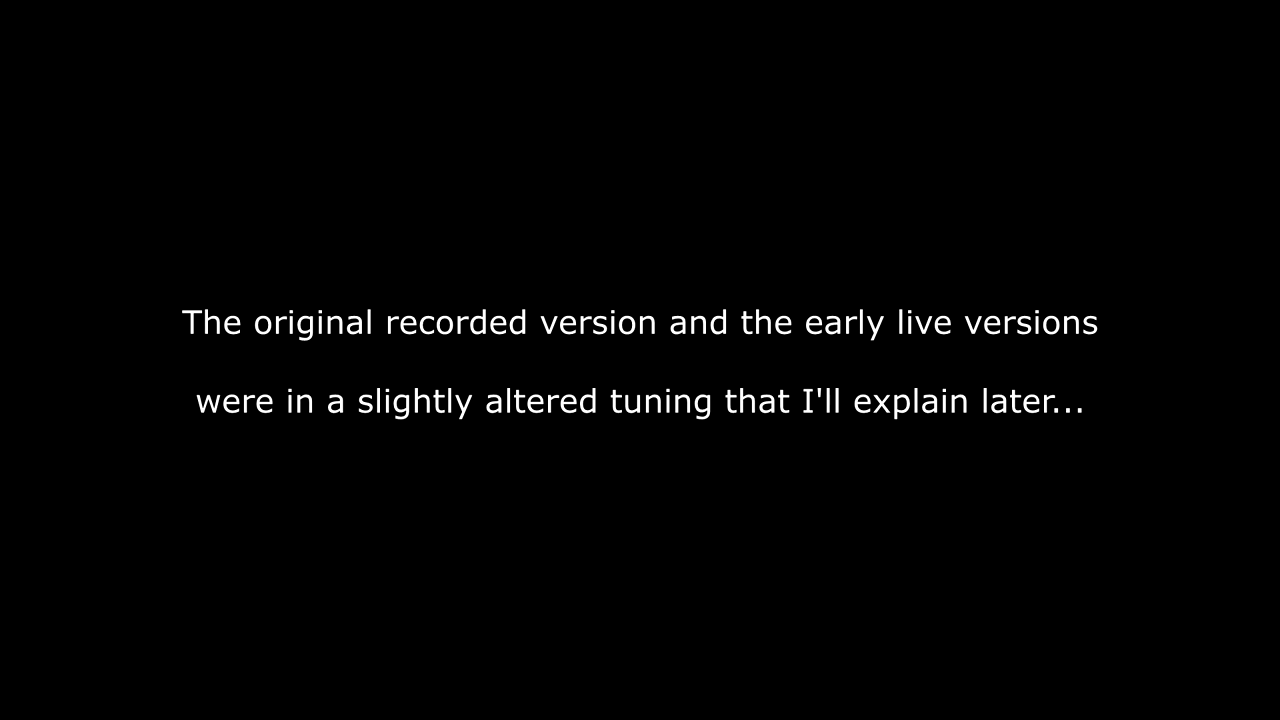 The original recorded version and the early live versions
were in a slightly altered tuning that I'll explain later...